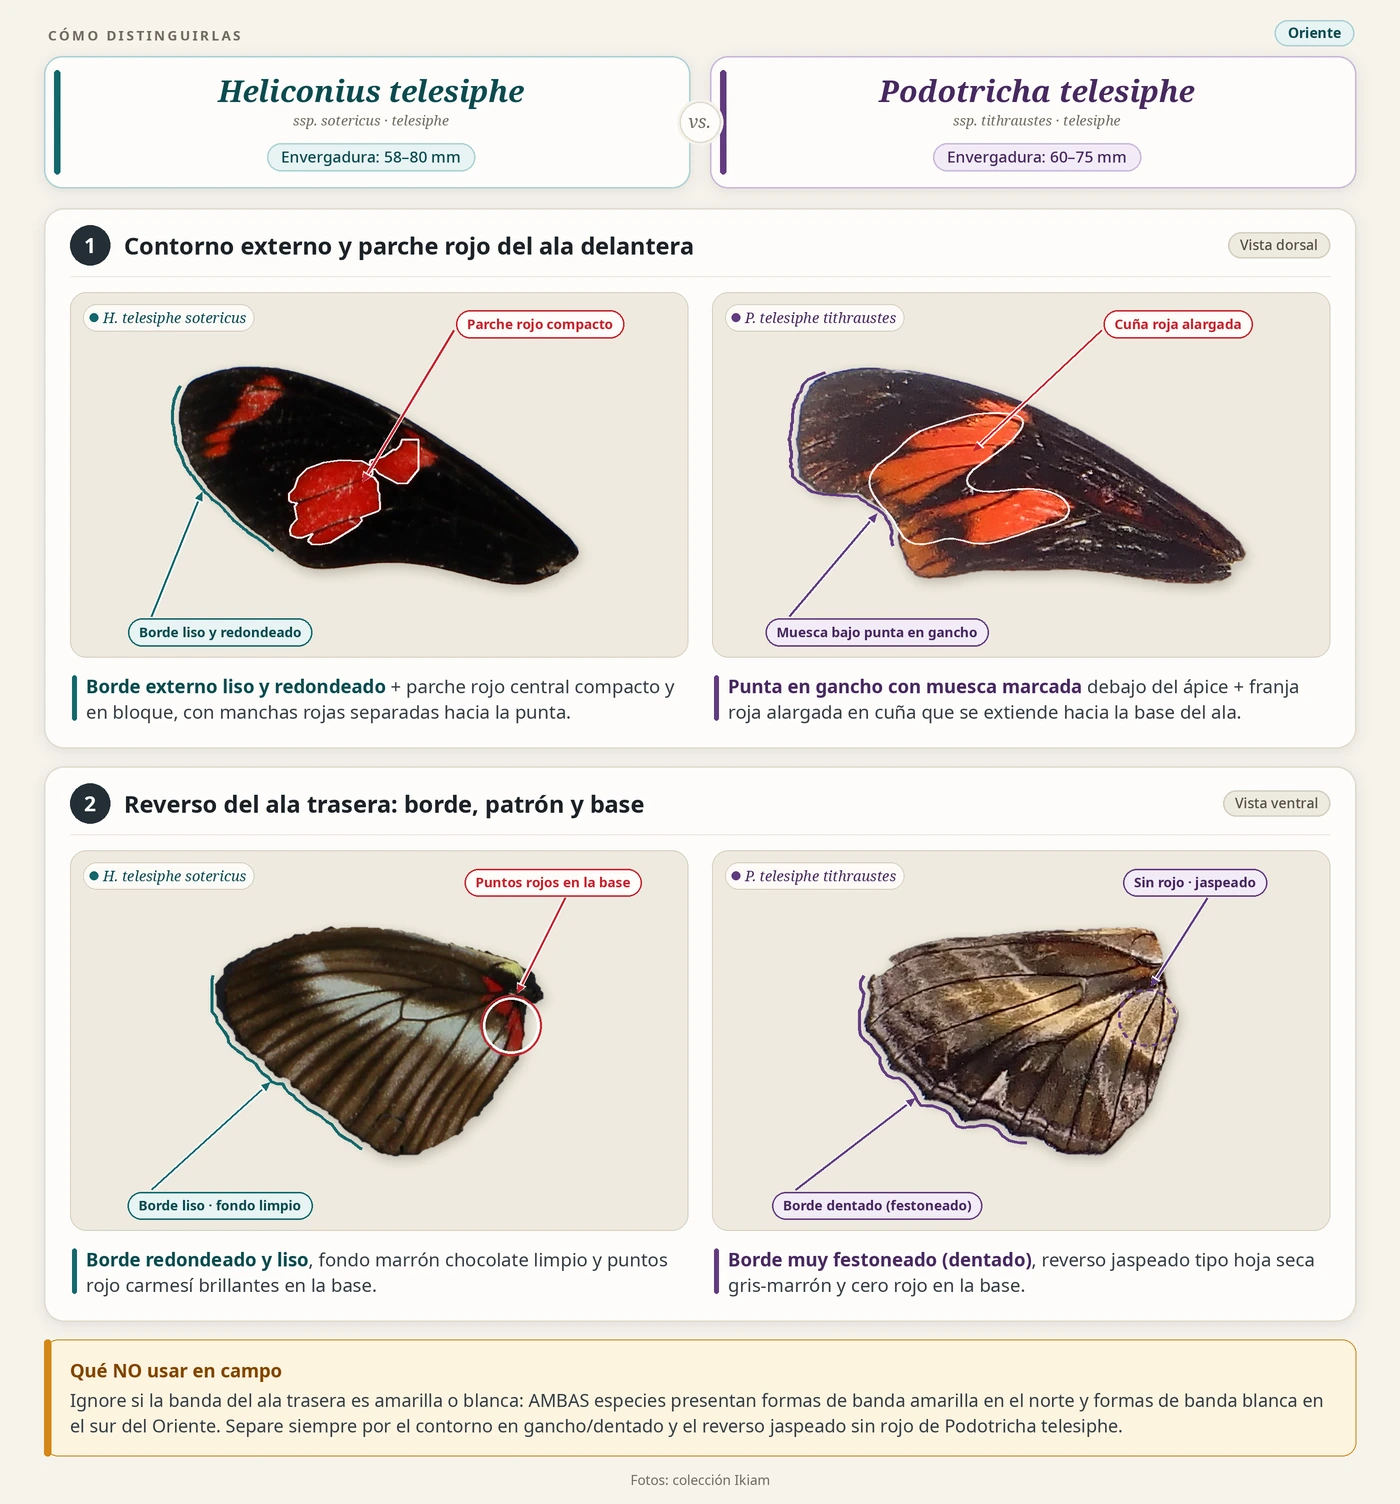 CÓMO DISTINGUIRLAS
Oriente
Heliconius telesiphe
ssp. sotericus · telesiphe
Envergadura: 58–80 mm
vs.
Podotricha telesiphe
ssp. tithraustes · telesiphe
Envergadura: 60–75 mm
1
Contorno externo y parche rojo del ala delantera
Vista dorsal
H. telesiphe sotericus
Parche rojo compacto
Borde liso y redondeado
P. telesiphe tithraustes
Cuña roja alargada
Muesca bajo punta en gancho
Borde externo liso y redondeado + parche rojo central compacto y
en bloque, con manchas rojas separadas hacia la punta.
Punta en gancho con muesca marcada debajo del ápice + franja
roja alargada en cuña que se extiende hacia la base del ala.
2
Reverso del ala trasera: borde, patrón y base
Vista ventral
H. telesiphe sotericus
Puntos rojos en la base
Borde liso · fondo limpio
P. telesiphe tithraustes
Sin rojo · jaspeado
Borde dentado (festoneado)
Borde redondeado y liso, fondo marrón chocolate limpio y puntos
rojo carmesí brillantes en la base.
Borde muy festoneado (dentado), reverso jaspeado tipo hoja seca
gris-marrón y cero rojo en la base.
Qué NO usar en campo
Ignore si la banda del ala trasera es amarilla o blanca: AMBAS especies presentan formas de banda amarilla en el norte y formas de banda blanca en
el sur del Oriente. Separe siempre por el contorno en gancho/dentado y el reverso jaspeado sin rojo de Podotricha telesiphe.
Fotos: colección Ikiam